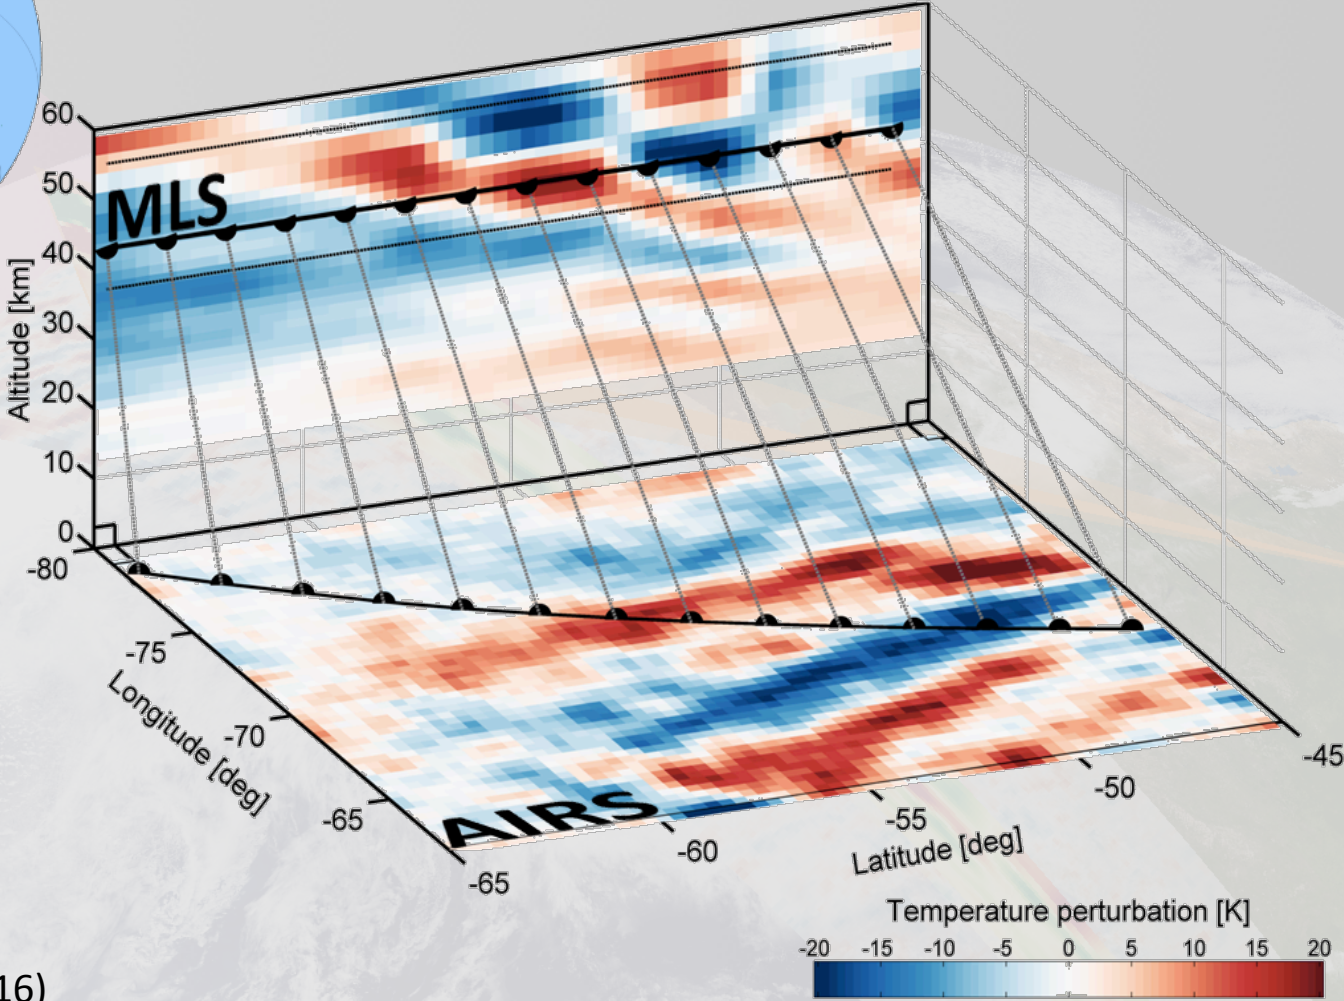 60
50
40
30
20
10
0
Altitude [km]
MLS
-80
-75
-70
-65
Longitude [deg]
AIRS
-65
-60
-55
-50
-45
Latitude [deg]
Temperature perturbation [K]
-20 -15 -10 -5 0 5 10 15 20
16)